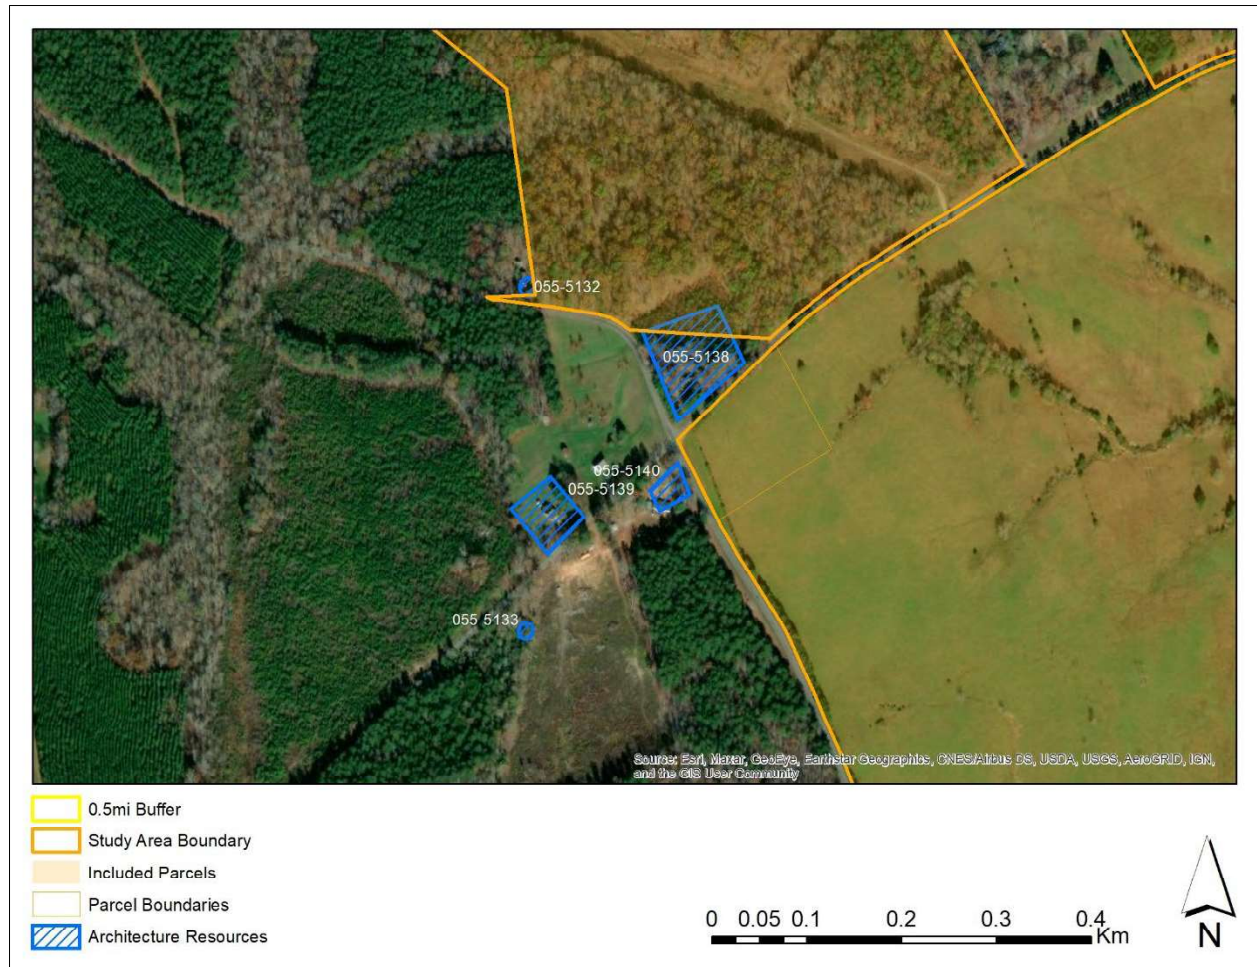 055-5132
055-5138
055-5140
055-5139
055-5133
Source: Esri, Maxar, GeoEye, Earthstar Geographics, CNES/Airbus DS, USDA, USGS, AeroGRID, IGN,
and the GIS User Community
0.5mi Buffer
Study Area Boundary
Included Parcels
Parcel Boundaries
Architecture Resources
0 0.05 0.1 0.2 0.3 0.4
Km
N